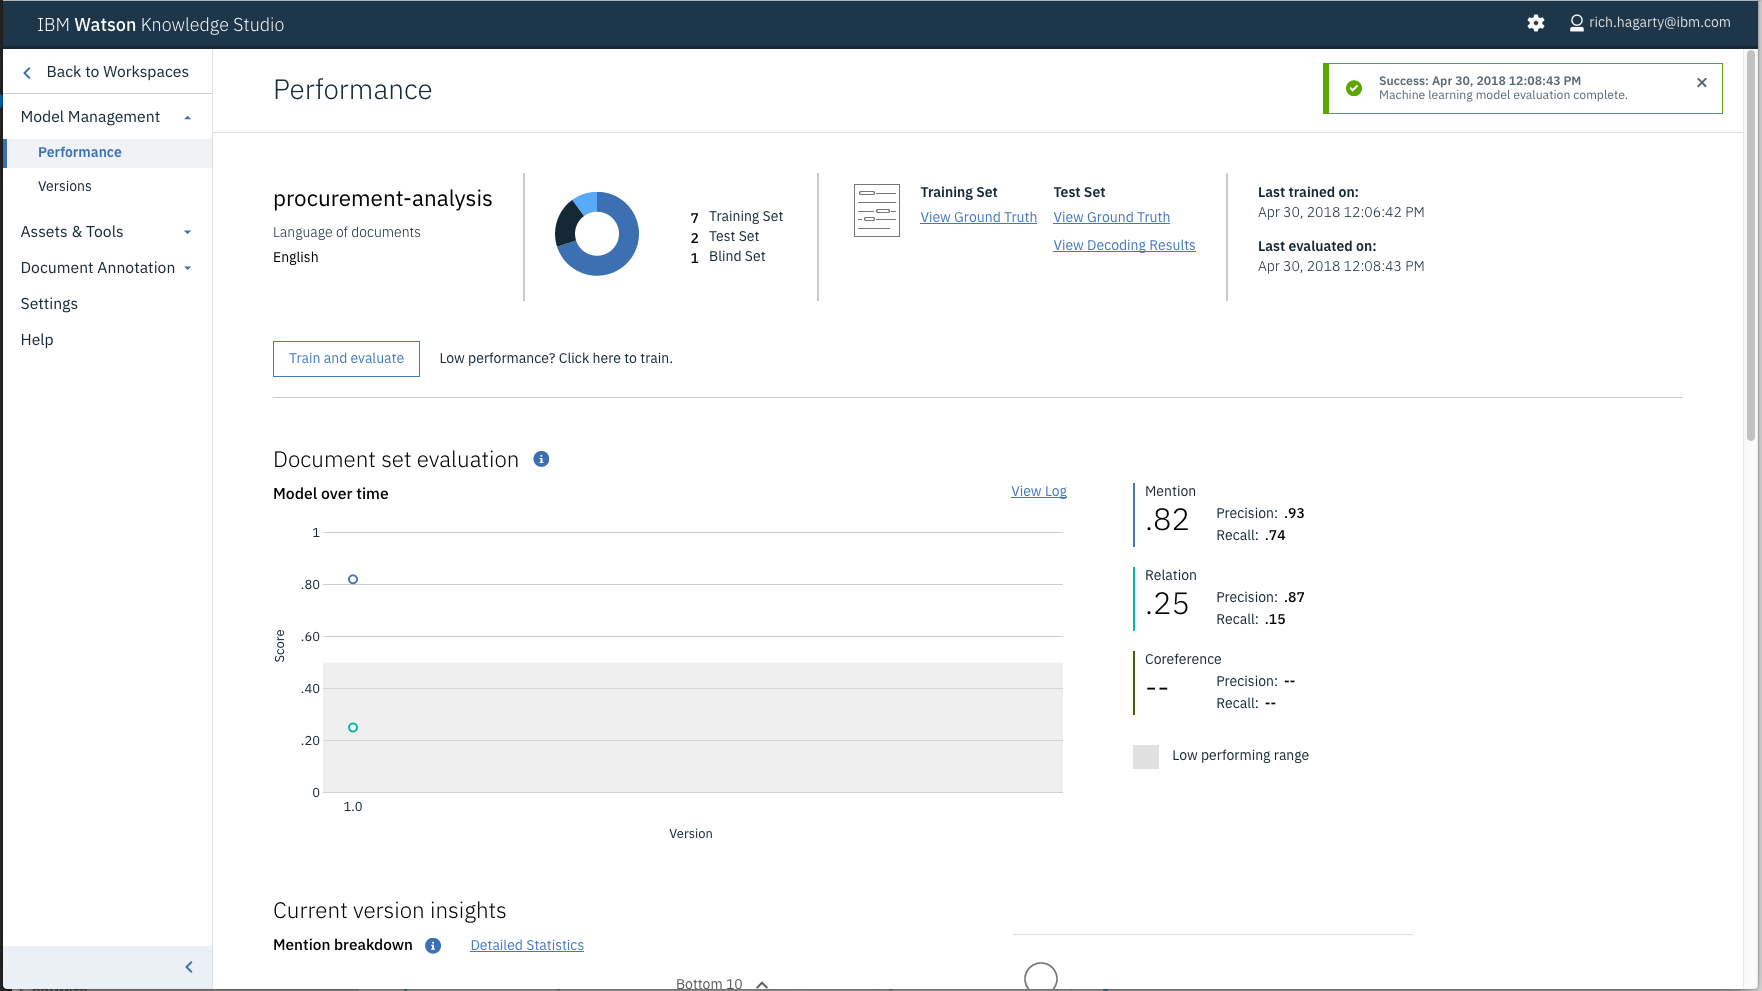 IBM Watson Knowledge Studio
rich.hagarty@ibm.com
Back to Workspaces
Model Management
Performance
Versions
Assets & Tools
Document Annotation
Settings
Help
Performance
Success: Apr 30, 2018 12:08:43 PM
Machine learning model evaluation complete.
procurement-analysis
Language of documents
English
7 Training Set
2 Test Set
1 Blind Set
Training Set
View Ground Truth
Test Set
View Ground Truth
View Decoding Results
Last trained on:
Apr 30, 2018 12:06:42 PM
Last evaluated on:
Apr 30, 2018 12:08:43 PM
Train and evaluate
Low performance? Click here to train.
Document set evaluation
Model over time
View Log
1
.80
.60
.40
.20
0
Score
1.0
Version
Mention
.82
Precision: .93
Recall: .74
Relation
.25
Precision: .87
Recall: .15
Coreference
--
Precision: --
Recall: --
Low performing range
Current version insights
Mention breakdown
Detailed Statistics
Bottom 10